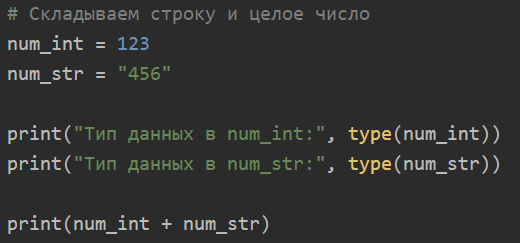 # Складываем строку и целое число
num_int = 123
num_str = "456"
print("Тип данных в num_int:", type(num_int))
print("Тип данных в num_str:", type(num_str))
print(num_int + num_str)